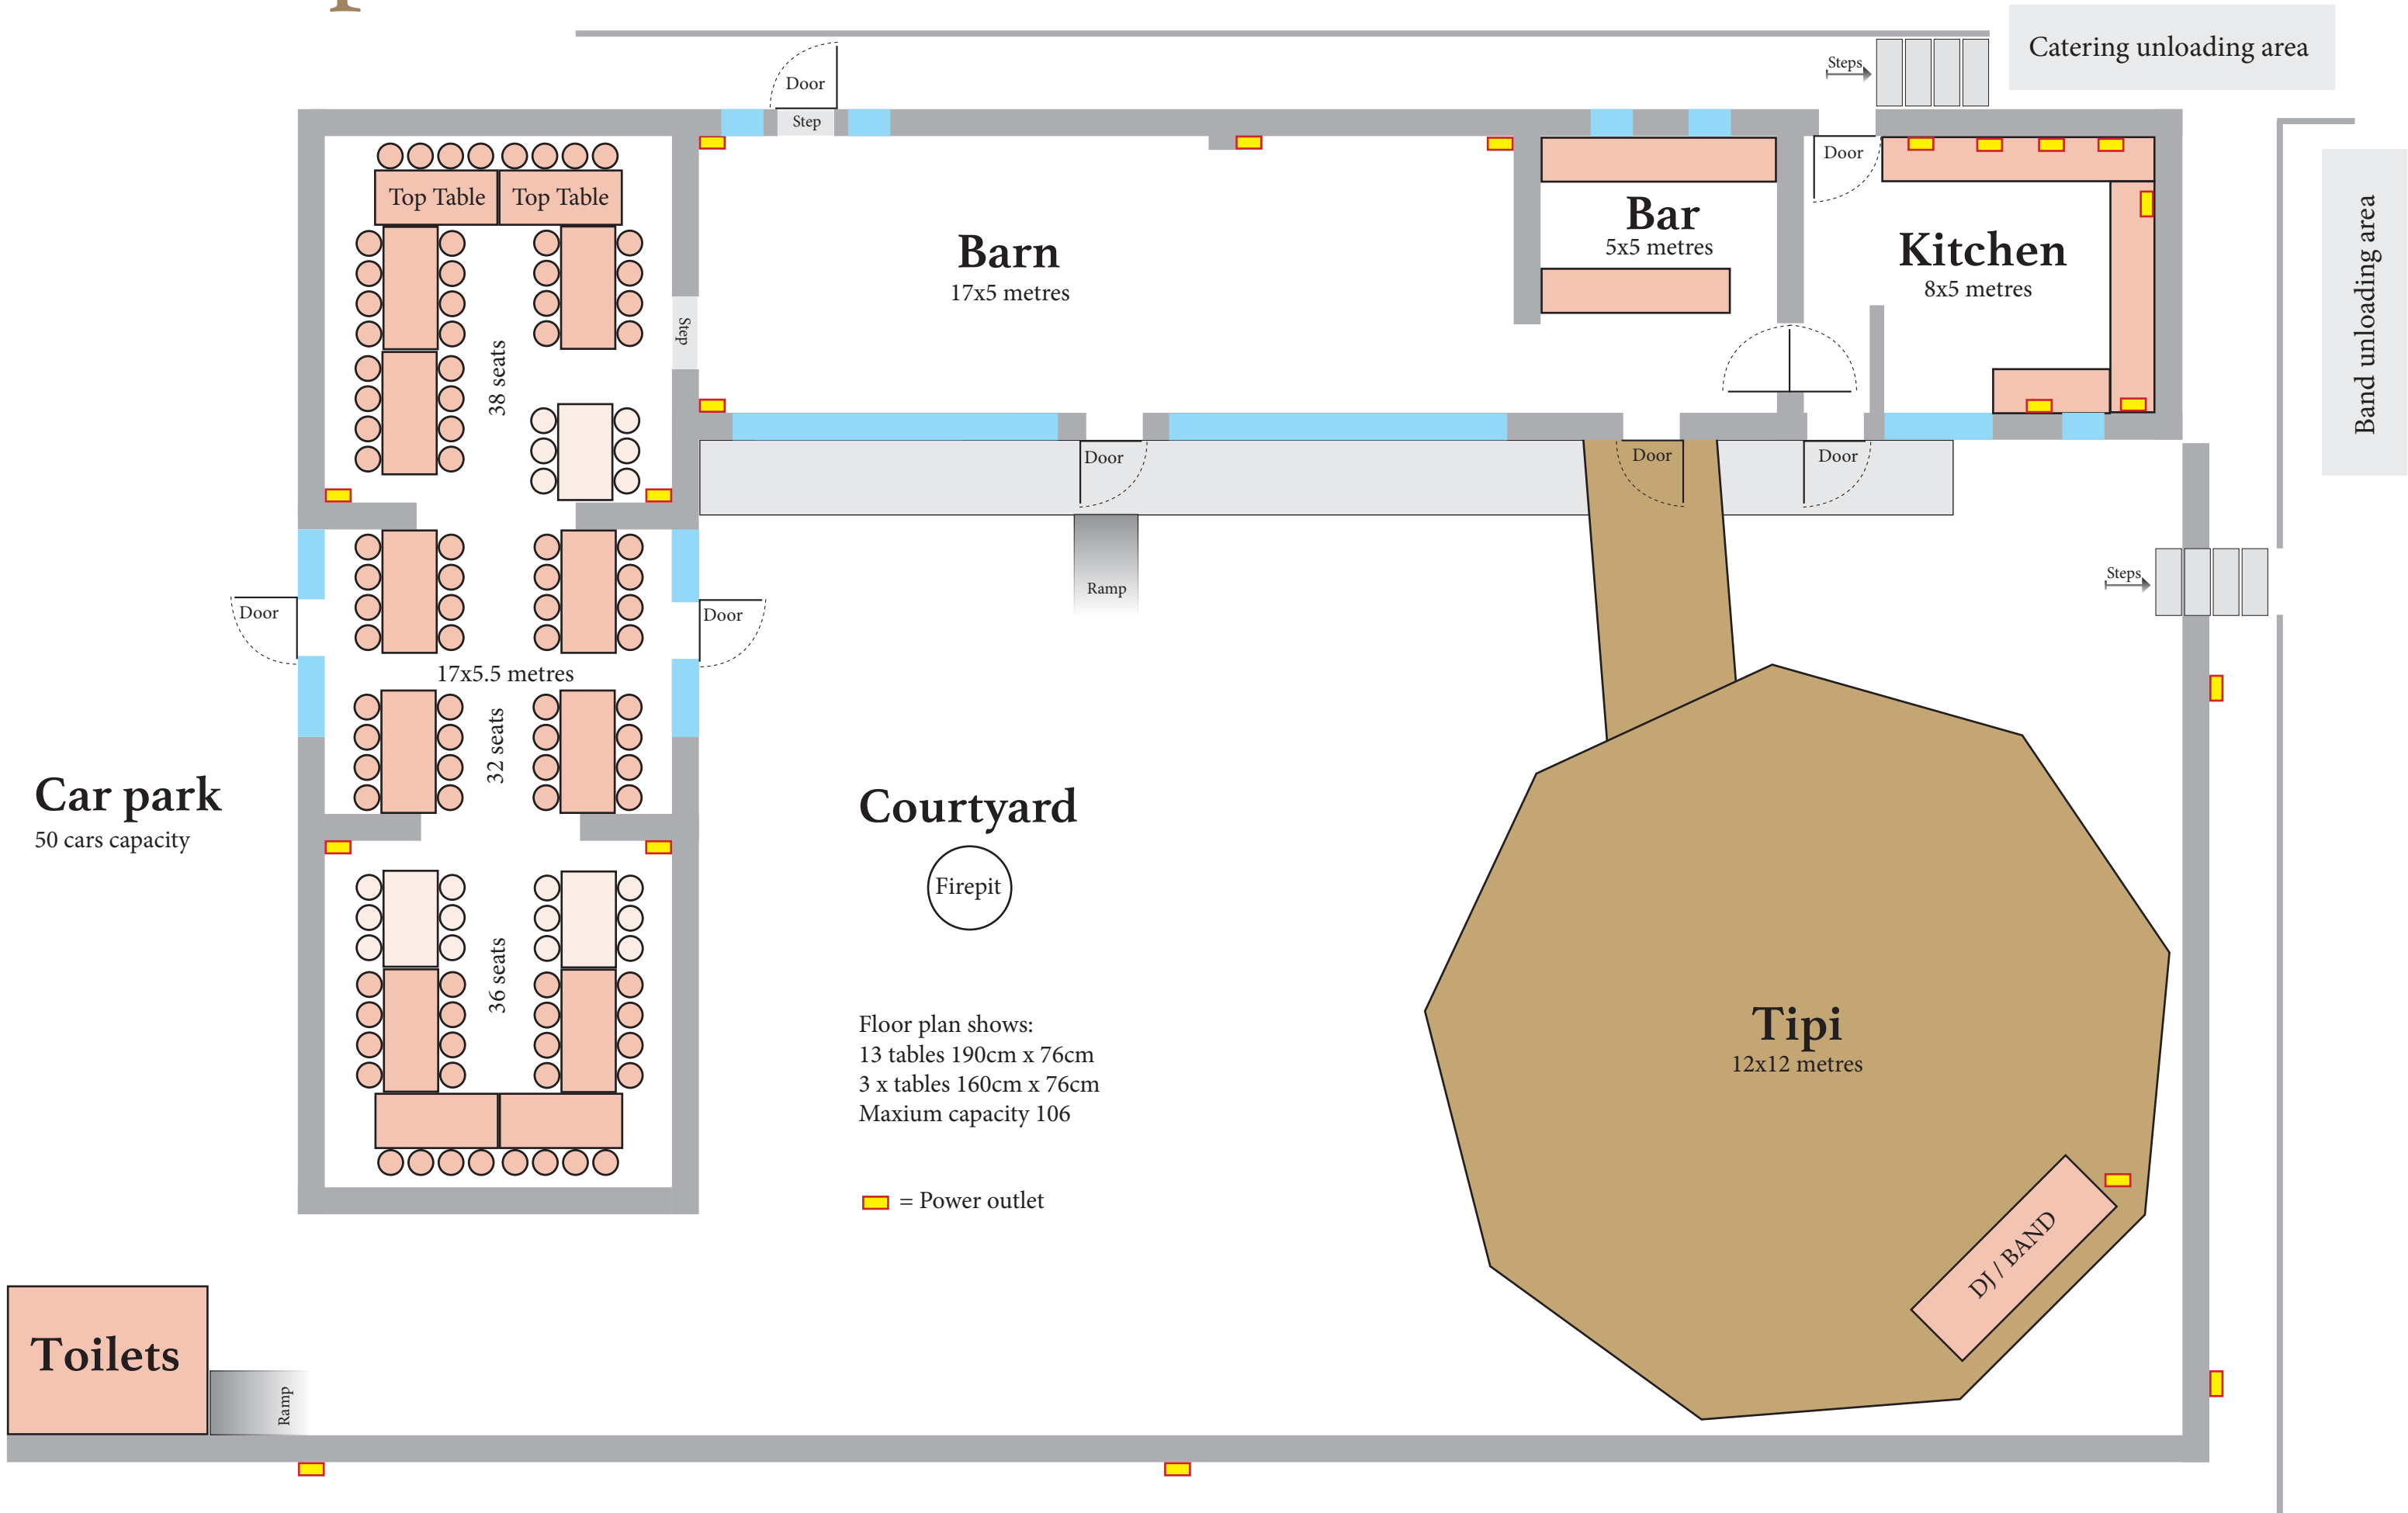 Catering unloading area
Steps
Door
Step
Door
Top Table
Top Table
Bar
5x5 metres
Barn
17x5 metres
Kitchen
8x5 metres
Band unloading area
Step
38 seats
Door
Door
Door
Ramp
Steps
Door
Door
17x5.5 metres
32 seats
Car park
50 cars capacity
Courtyard
Firepit
36 seats
Floor plan shows:
13 tables 190cm x 76cm
3 x tables 160cm x 76cm
Maxium capacity 106
Tipi
12x12 metres
= Power outlet
DJ / BAND
Toilets
Ramp